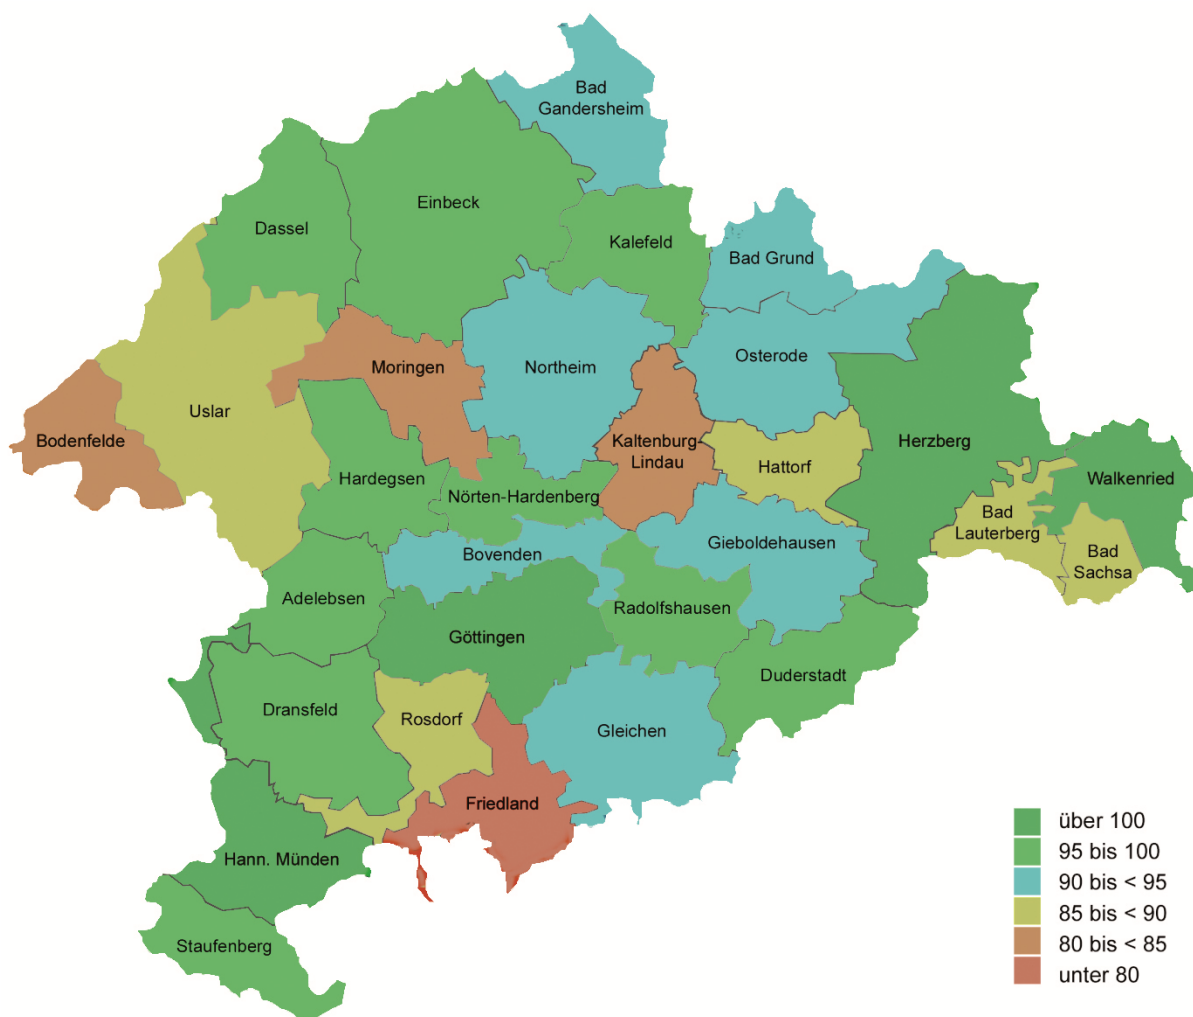 Bad
Gandersheim
Einbeck
Dassel
Kalefeld
Bad Grund
Osterode
Northeim
Moringen
Uslar
Bodenfelde
Kaltenburg-
Lindau
Hattorf
Herzberg
Walkenried
Hardegsen
Nörten-Hardenberg
Bad
Lauterberg
Bad
Sachsa
Bovenden
Gieboldehausen
Adelebsen
Radolfshausen
Göttingen
Duderstadt
Dransfeld
Rosdorf
Gleichen
Friedland
Hann. Münden
Staufenberg
über 100
95 bis 100
90 bis < 95
85 bis < 90
80 bis < 85
unter 80